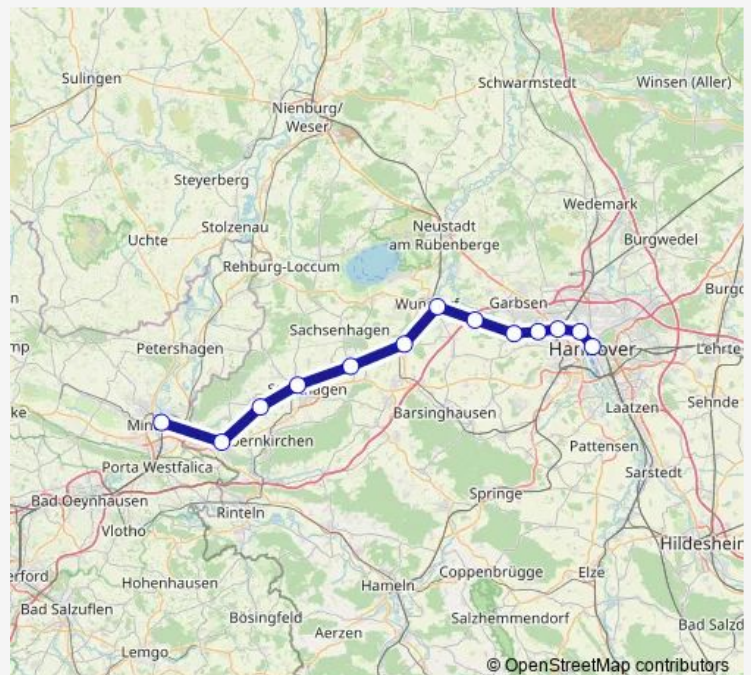 Sulingen
Schwarmstedt
Winsen (Aller)
Nienburg/
Weser
Steyerberg
Wedemark
Stolzenau
Neustadt
am Rübenberge
Uchte
Burgwedel
Rehburg-Loccum
Garbsen
Sachsenhagen
Petershagen
Lehrte
Barsinghausen
Laatzen
Sehnde
Pattensen
Porta Westfalica
Sarstedt
Springe
Bad Oeynhausen
Rinteln
Vlotho
Coppenbrügge
Elze
Hohenhausen
Hameln
Bad Salzuflen
Bösingfeld
Salzhemmendorf
Aerzen
Lemgo
© OpenStreetMap contributors